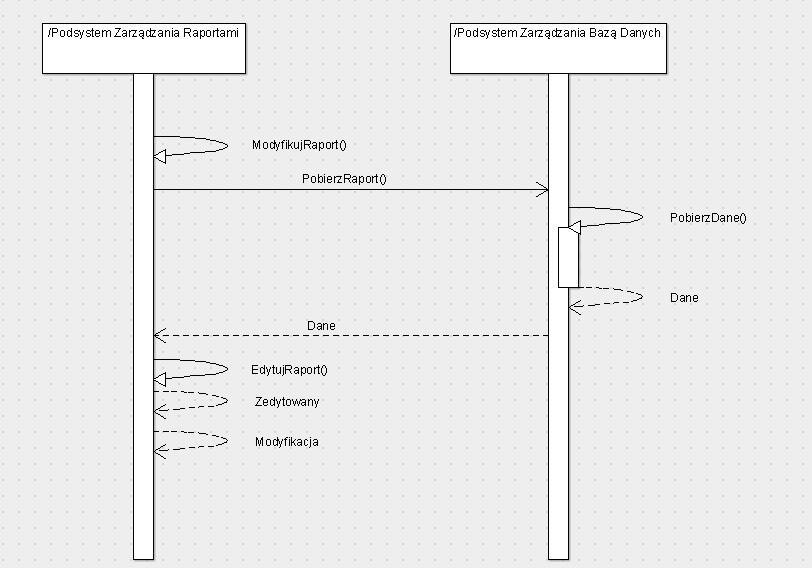 /Podsystem Zarządzania Raportami
/Podsystem Zarządzania Bazą Danych
ModyfikujRaport()
PobierzRaport()
PobierzDane()
Dane
Dane
EdytujRaport()
Zedytowany
Modyfikacja